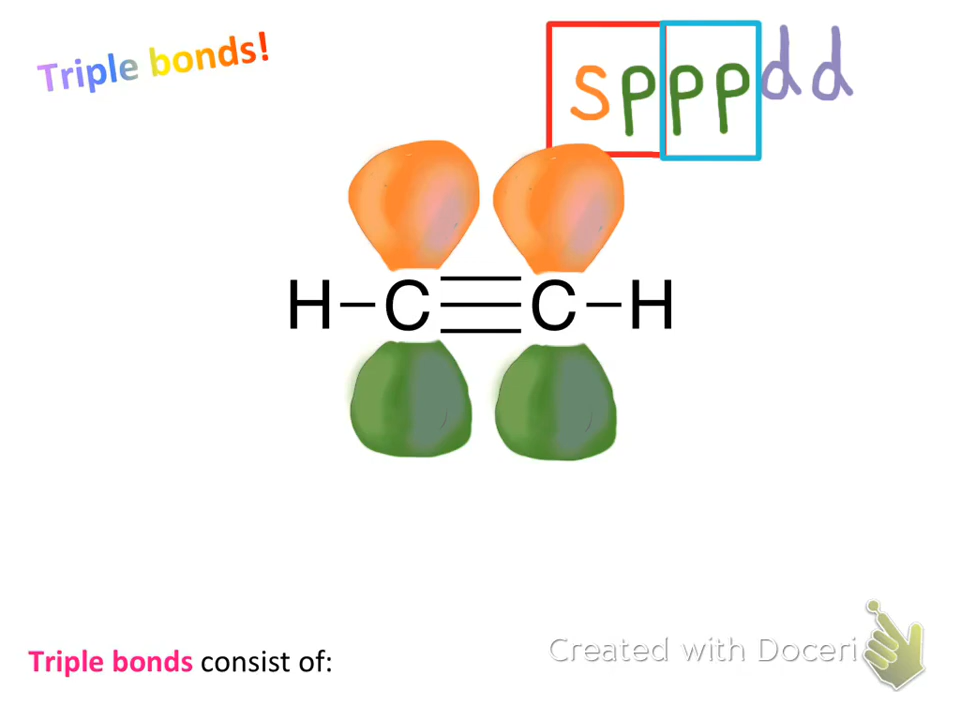 Triple bonds!
spppdd
H-C≡C-H
Created with Doceri
Triple bonds consist of: